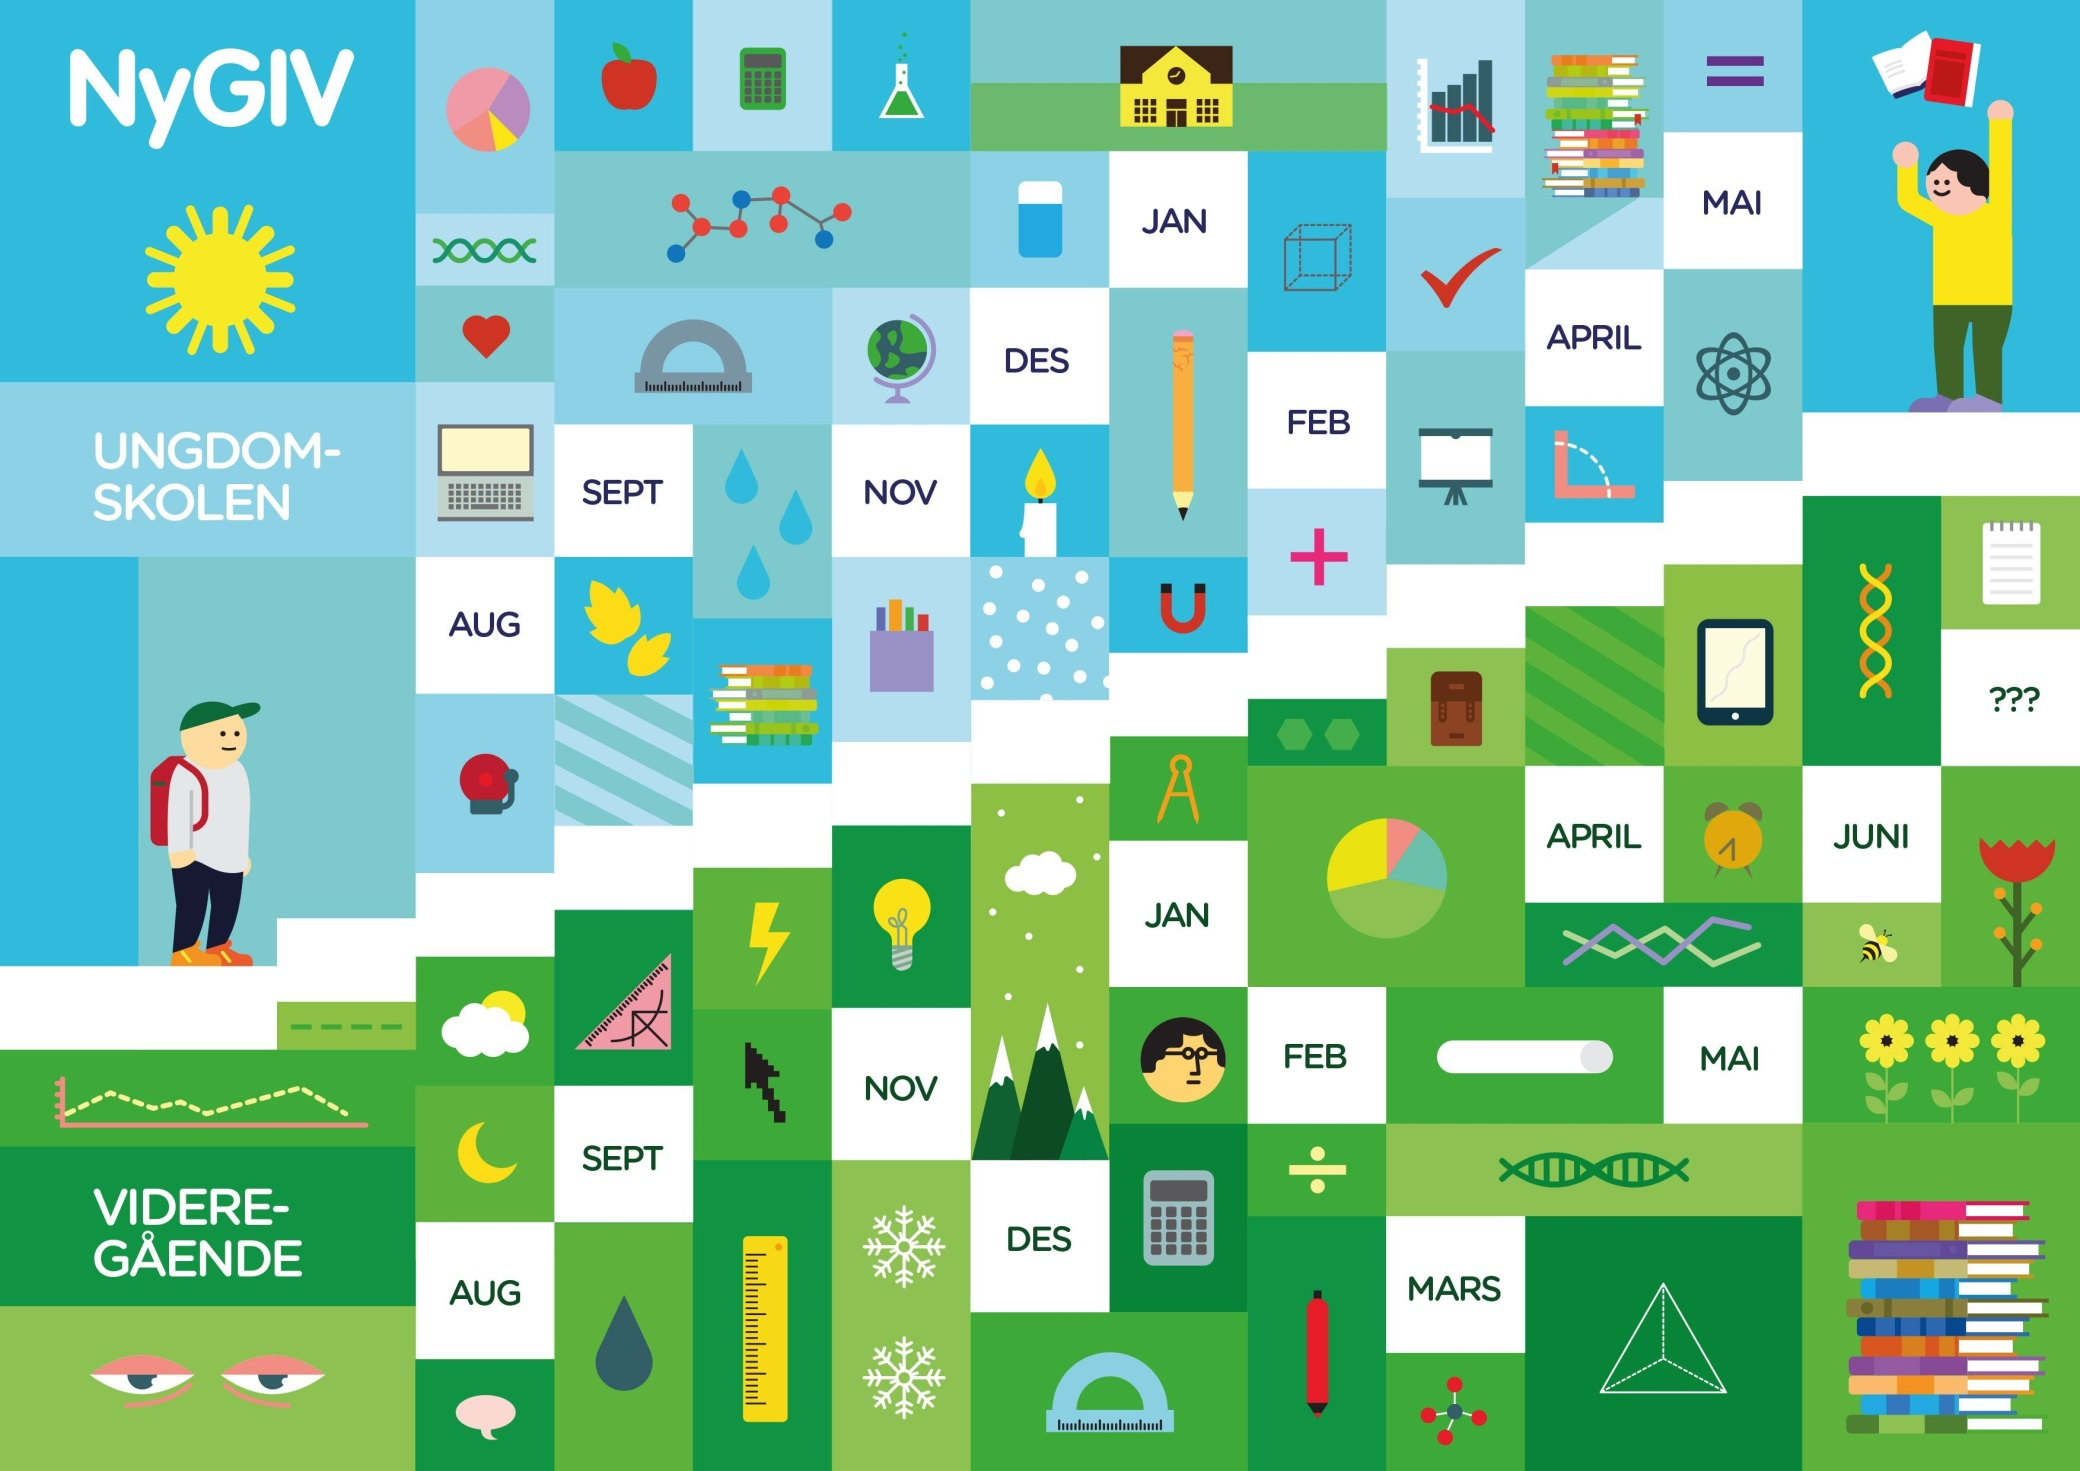 NyGIV
UNGDOM-
SKOLEN
AUG
SEPT
NOV
DES
JAN
FEB
APRIL
MAI
???
VIDERE-
GÅENDE
AUG
SEPT
NOV
DES
JAN
FEB
MARS
APRIL
MAI
JUNI